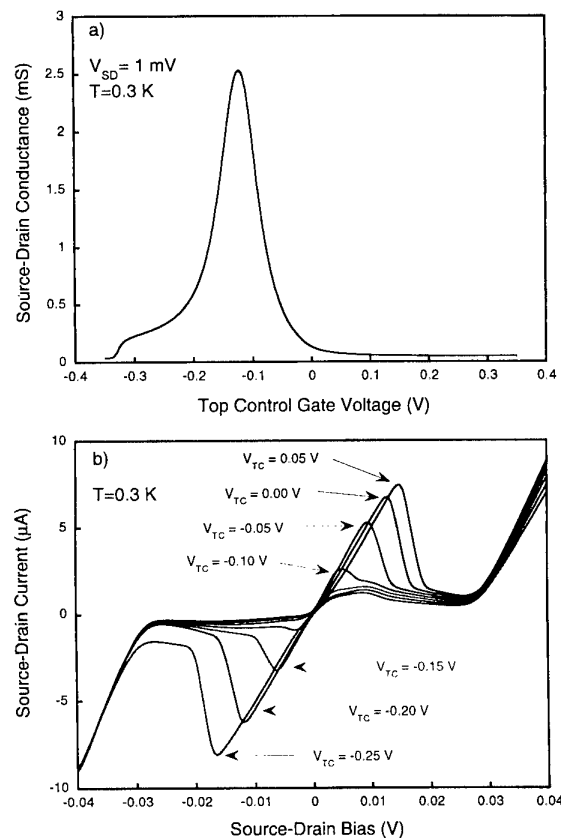 a)
V_SD = 1 mV
T=0.3 K
Source-Drain Conductance (mS)
3
2.5
2
1.5
1
0.5
0
-0.4 -0.3 -0.2 -0.1 0 0.1 0.2 0.3 0.4
Top Control Gate Voltage (V)
b)
T=0.3 K
V_TC = 0.05 V
V_TC = 0.00 V
V_TC = -0.05 V
V_TC = -0.10 V
V_TC = -0.15 V
V_TC = -0.20 V
V_TC = -0.25 V
Source-Drain Current (μA)
10
5
0
-5
-10
-0.04 -0.03 -0.02 -0.01 0 0.01 0.02 0.03 0.04
Source-Drain Bias (V)